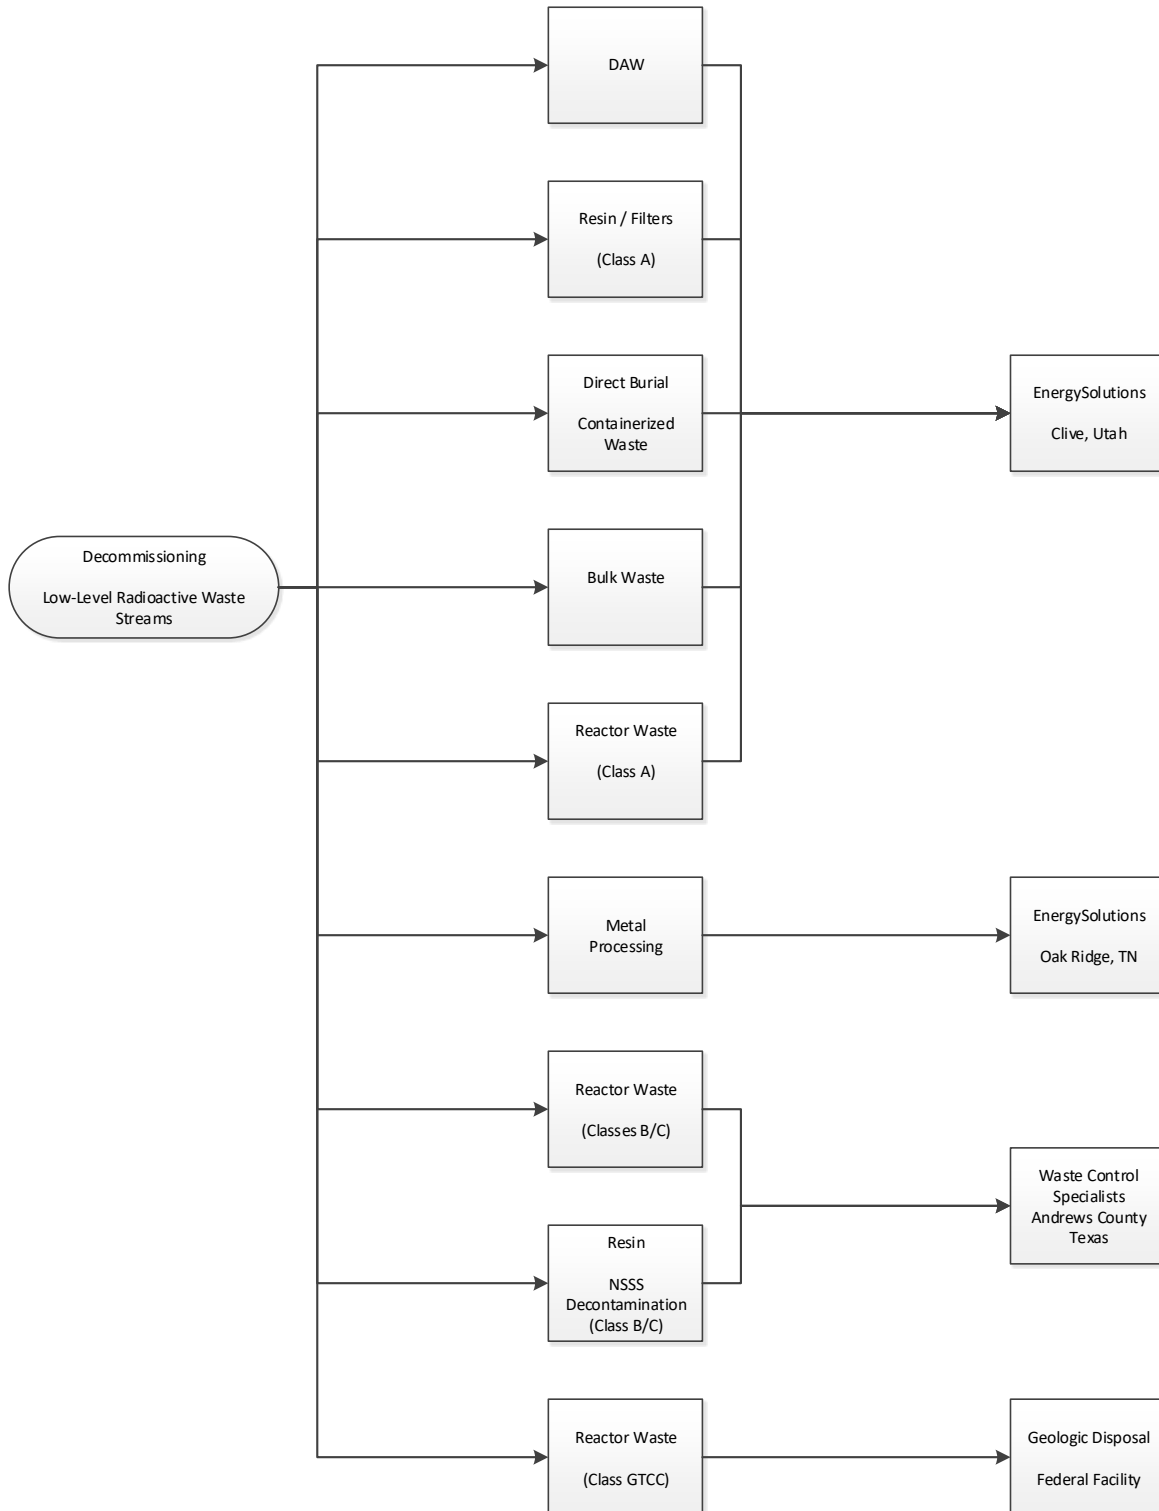 DAW
Resin / Filters
(Class A)
Direct Burial
Containerized
Waste
EnergySolutions
Clive, Utah
Decommissioning
Low-Level Radioactive Waste
Streams
Bulk Waste
Reactor Waste
(Class A)
Metal
Processing
EnergySolutions
Oak Ridge, TN
Reactor Waste
(Classes B/C)
Waste Control
Specialists
Andrews County
Texas
Resin
NSSS
Decontamination
(Class B/C)
Reactor Waste
(Class GTCC)
Geologic Disposal
Federal Facility